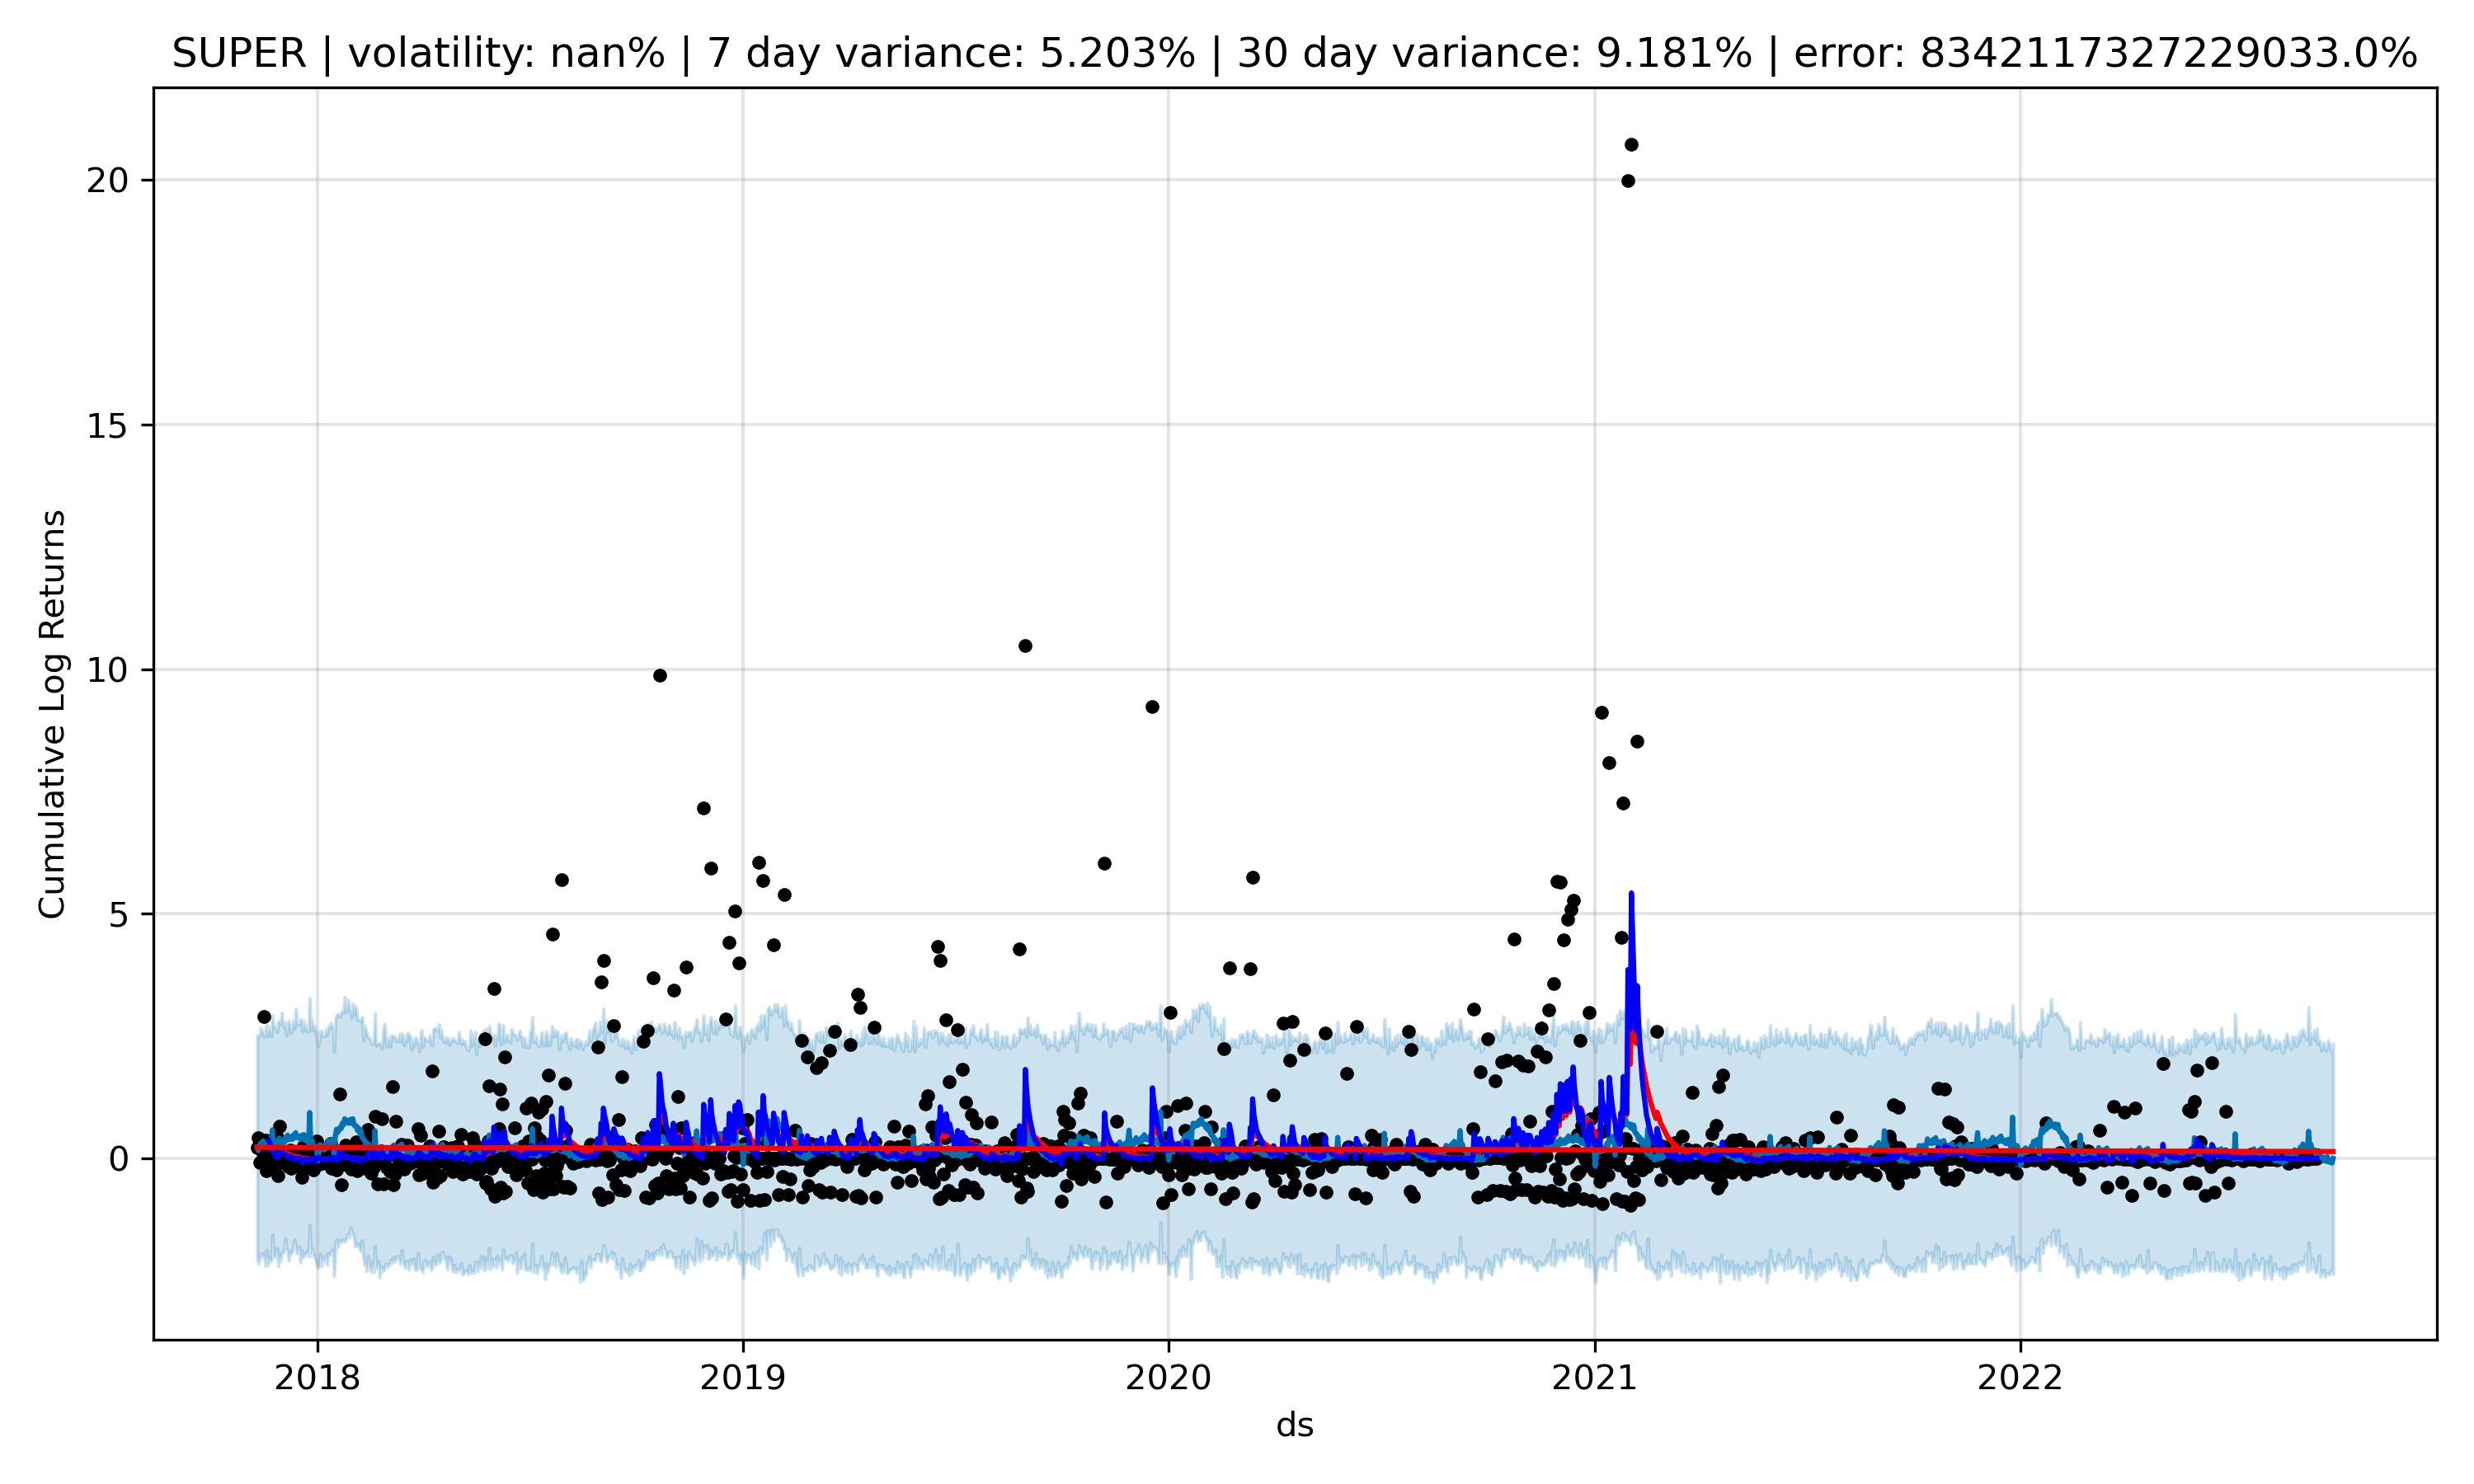 SUPER | volatility: nan% | 7 day variance: 5.203% | 30 day variance: 9.181% | error: 8342117327229033.0%
20
15
10
5
0
Cumulative Log Returns
2018 2019 2020 2021 2022
ds